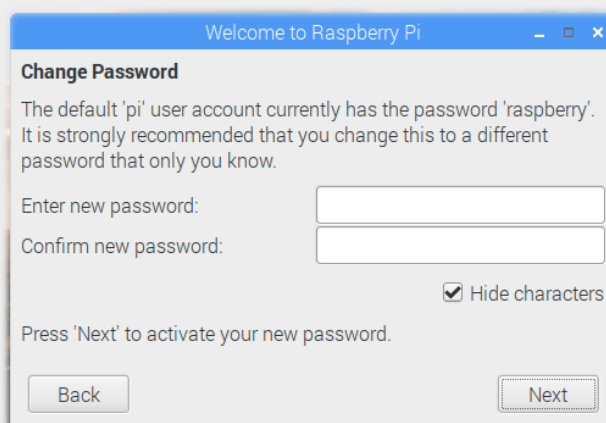 Welcome to Raspberry Pi
Change Password
The default 'pi' user account currently has the password 'raspberry'.
It is strongly recommended that you change this to a different
password that only you know.
Enter new password:
Confirm new password:
Hide characters
Press 'Next' to activate your new password.
Back
Next